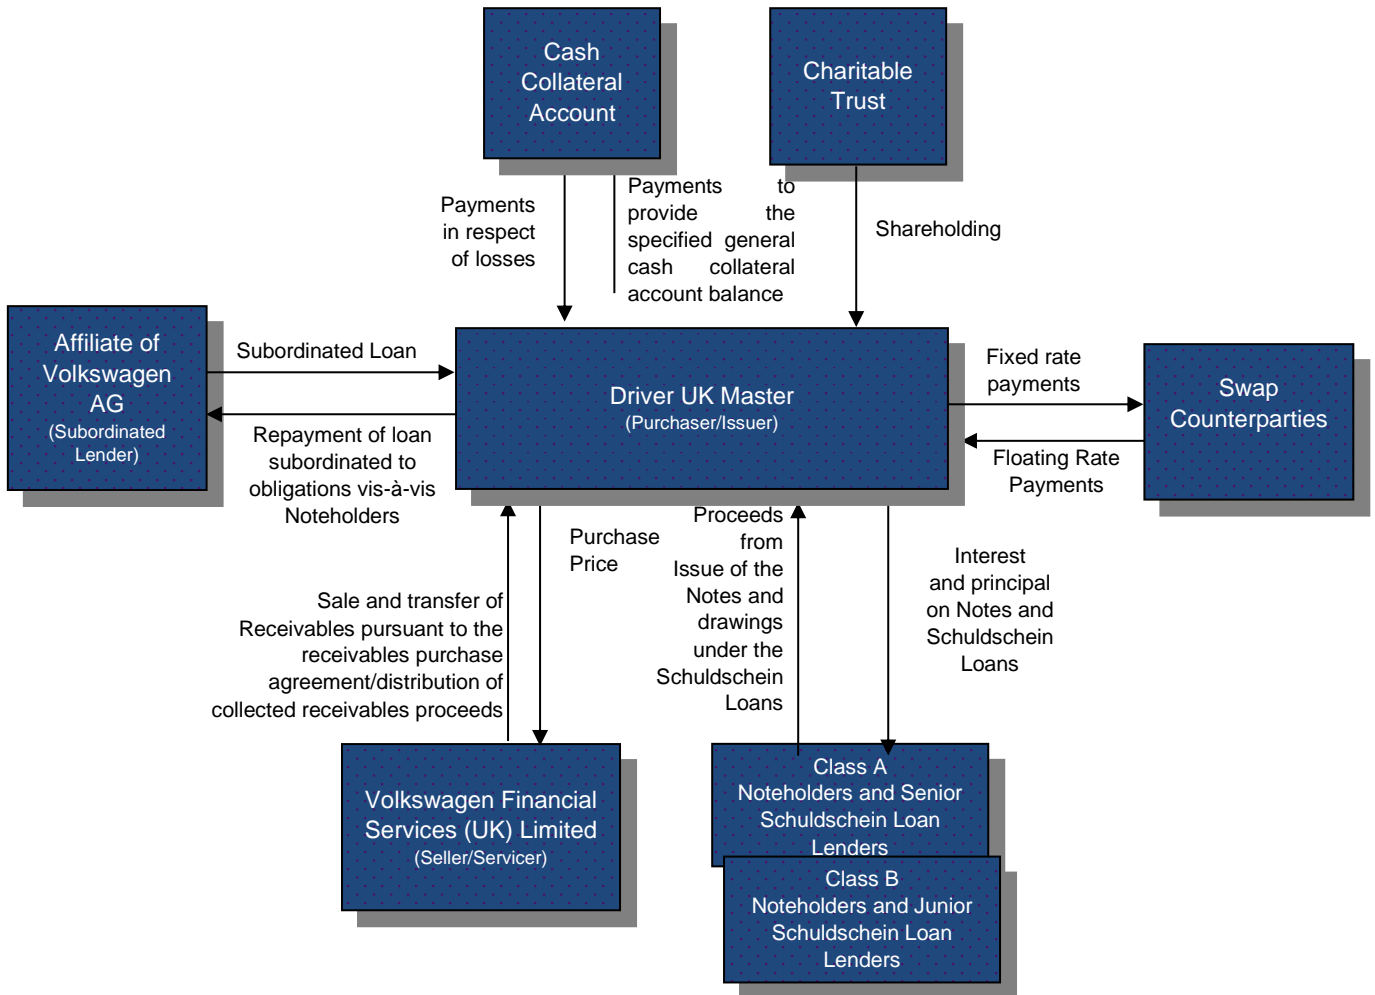 Cash
Collateral
Account
Charitable
Trust
Payments
in respect
of losses
Payments to
provide the
specified general
cash collateral
account balance
Shareholding
Affiliate of
Volkswagen
AG
(Subordinated
Lender)
Subordinated Loan
Repayment of loan
subordinated to
obligations vis-à-vis
Noteholders
Driver UK Master
(Purchaser/Issuer)
Fixed rate
payments
Floating Rate
Payments
Swap
Counterparties
Sale and transfer of
Receivables pursuant to the
receivables purchase
agreement/distribution of
collected receivables proceeds
Purchase
Price
Proceeds
from
Issue of the
Notes and
drawings
under the
Schuldschein
Loans
Interest
and principal
on Notes and
Schuldschein
Loans
Volkswagen Financial
Services (UK) Limited
(Seller/Servicer)
Class A
Noteholders and Senior
Schuldschein Loan
Lenders
Class B
Noteholders and Junior
Schuldschein Loan
Lenders